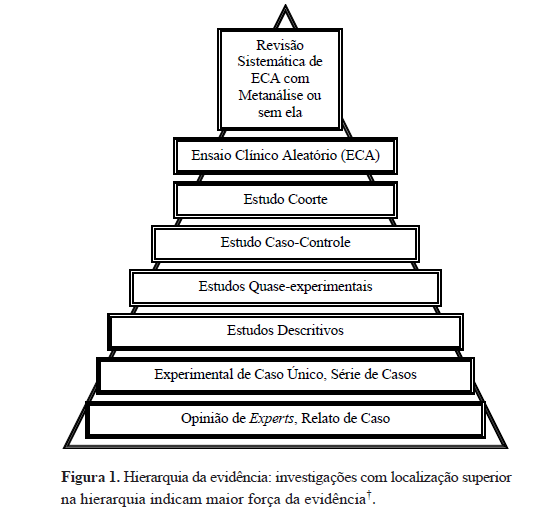 Revisão
Sistemática de
ECA com
Metanálise ou
sem ela
Ensaio Clínico Aleatório (ECA)
Estudo Coorte
Estudo Caso-Controle
Estudos Quase-experimentais
Estudos Descritivos
Experimental de Caso Único, Série de Casos
Opinião de Experts, Relato de Caso
Figura 1. Hierarquia da evidência: investigações com localização superior
na hierarquia indicam maior força da evidência†.